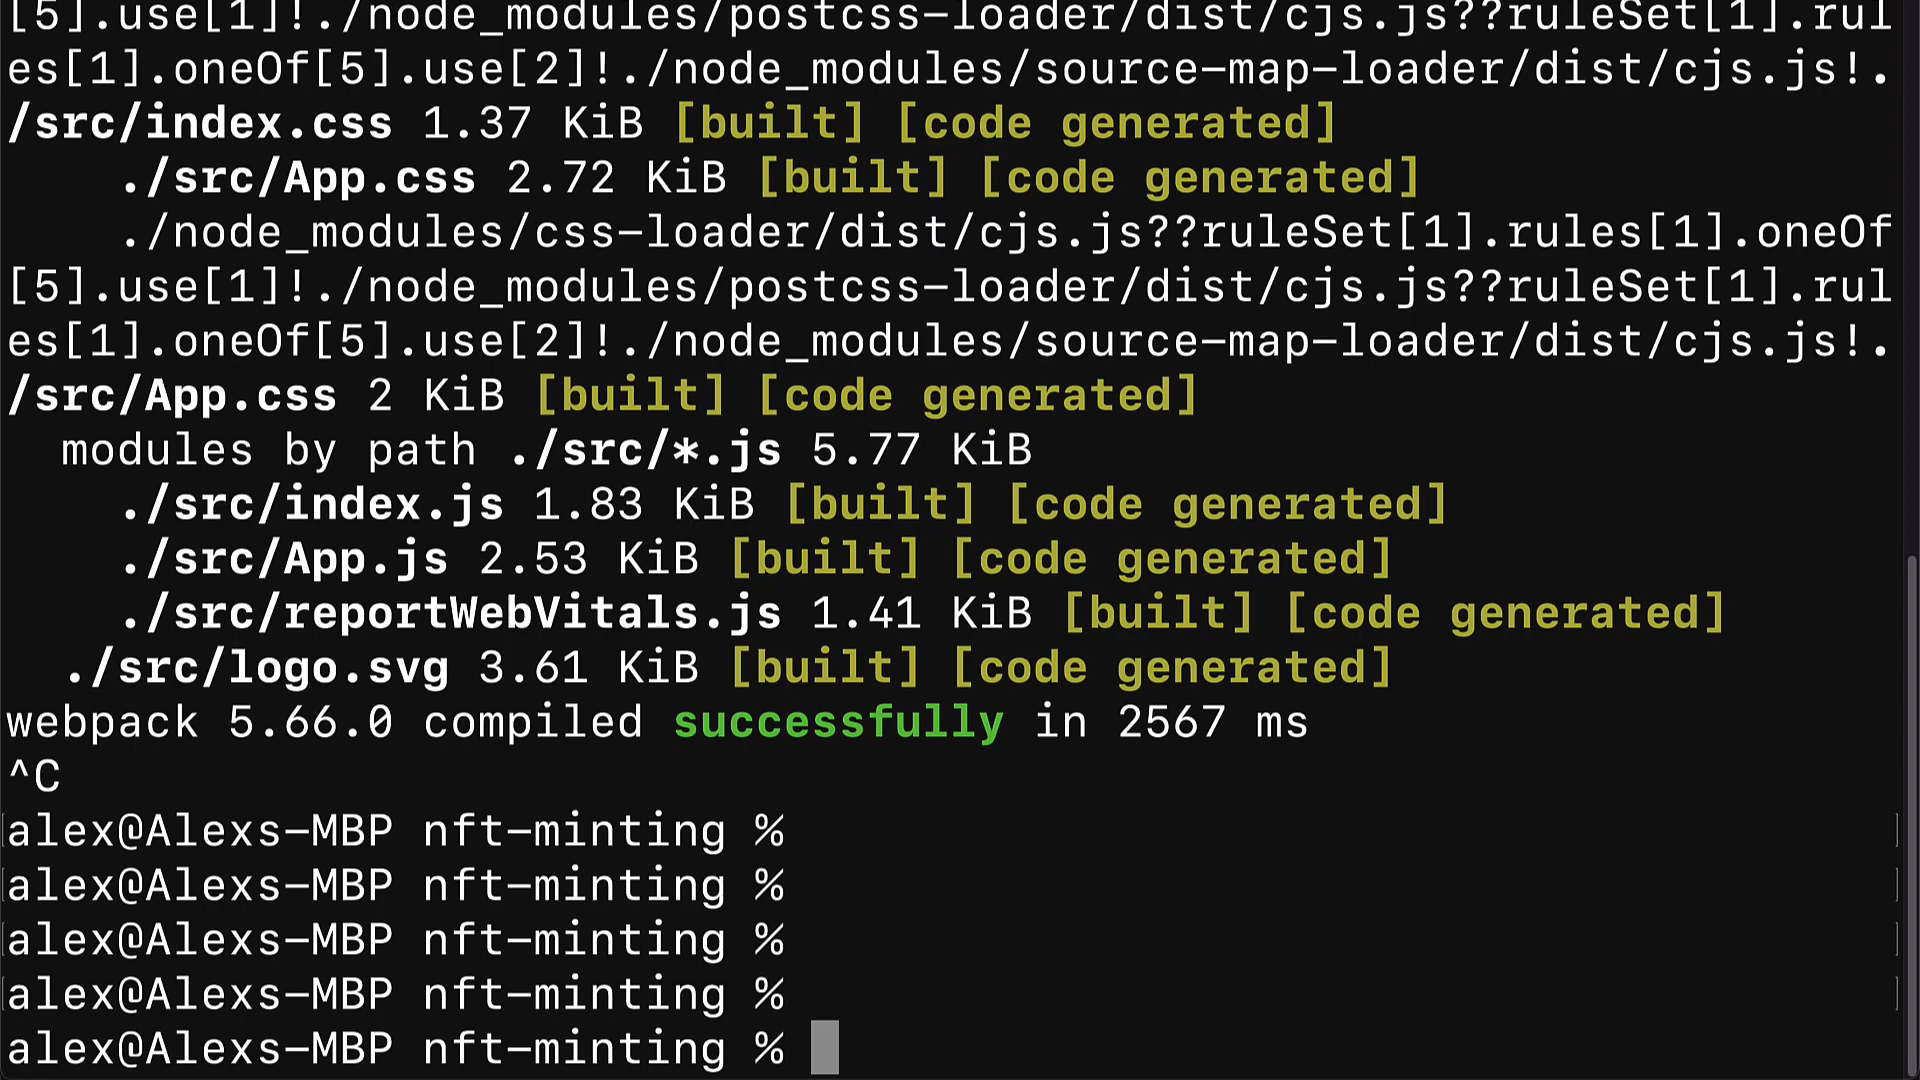 [5].use[1]!./node_modules/postcss-loader/dist/cjs.js??ruleSet[1].rul
es[1].oneOf[5].use[2]!./node_modules/source-map-loader/dist/cjs.js!.
/src/index.css 1.37 KiB [built] [code generated]
    ./src/App.css 2.72 KiB [built] [code generated]
    ./node_modules/css-loader/dist/cjs.js??ruleSet[1].rules[1].oneOf
[5].use[1]!./node_modules/postcss-loader/dist/cjs.js??ruleSet[1].rul
es[1].oneOf[5].use[2]!./node_modules/source-map-loader/dist/cjs.js!.
/src/App.css 2 KiB [built] [code generated]
  modules by path ./src/*.js 5.77 KiB
    ./src/index.js 1.83 KiB [built] [code generated]
    ./src/App.js 2.53 KiB [built] [code generated]
    ./src/reportWebVitals.js 1.41 KiB [built] [code generated]
  ./src/logo.svg 3.61 KiB [built] [code generated]
webpack 5.66.0 compiled successfully in 2567 ms
^C
alex@Alexs-MBP nft-minting %
alex@Alexs-MBP nft-minting %
alex@Alexs-MBP nft-minting %
alex@Alexs-MBP nft-minting %
alex@Alexs-MBP nft-minting %